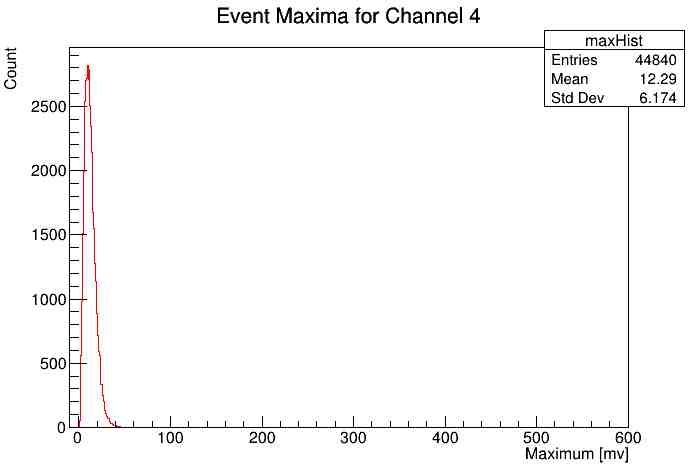 Event Maxima for Channel 4
maxHist
Entries 44840
Mean 12.29
Std Dev 6.174
Count
2500
2000
1500
1000
500
0
0 100 200 300 400 500 600
Maximum [mv]